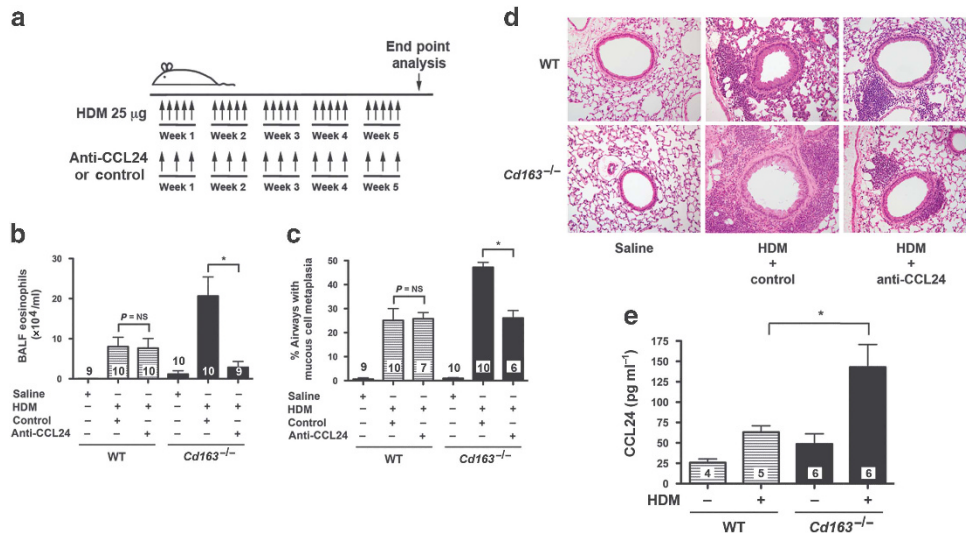 a
End point
analysis
HDM 25 μg
Week 1 Week 2 Week 3 Week 4 Week 5
Anti-CCL24
or control
Week 1 Week 2 Week 3 Week 4 Week 5
b
BALF eosinophils
(×10⁴/ml)
30
20
10
0
P = NS
*
9 10 10 10 10 9
Saline + – – + – –
HDM – + + – + +
Control – + – – + –
Anti-CCL24 – – + – – +
WT Cd163⁻/⁻
c
% Airways with
mucous cell metaplasia
50
40
30
20
10
0
P = NS
*
9 10 7 10 10 6
Saline + – – + – –
HDM – + + – + +
Control – + – – + –
Anti-CCL24 – – + – – +
WT Cd163⁻/⁻
d
WT
Cd163⁻/⁻
Saline
HDM
+
control
HDM
+
anti-CCL24
e
CCL24 (pg ml⁻¹)
175
150
125
100
75
50
25
0
*
4 5 6 6
HDM – + – +
WT Cd163⁻/⁻